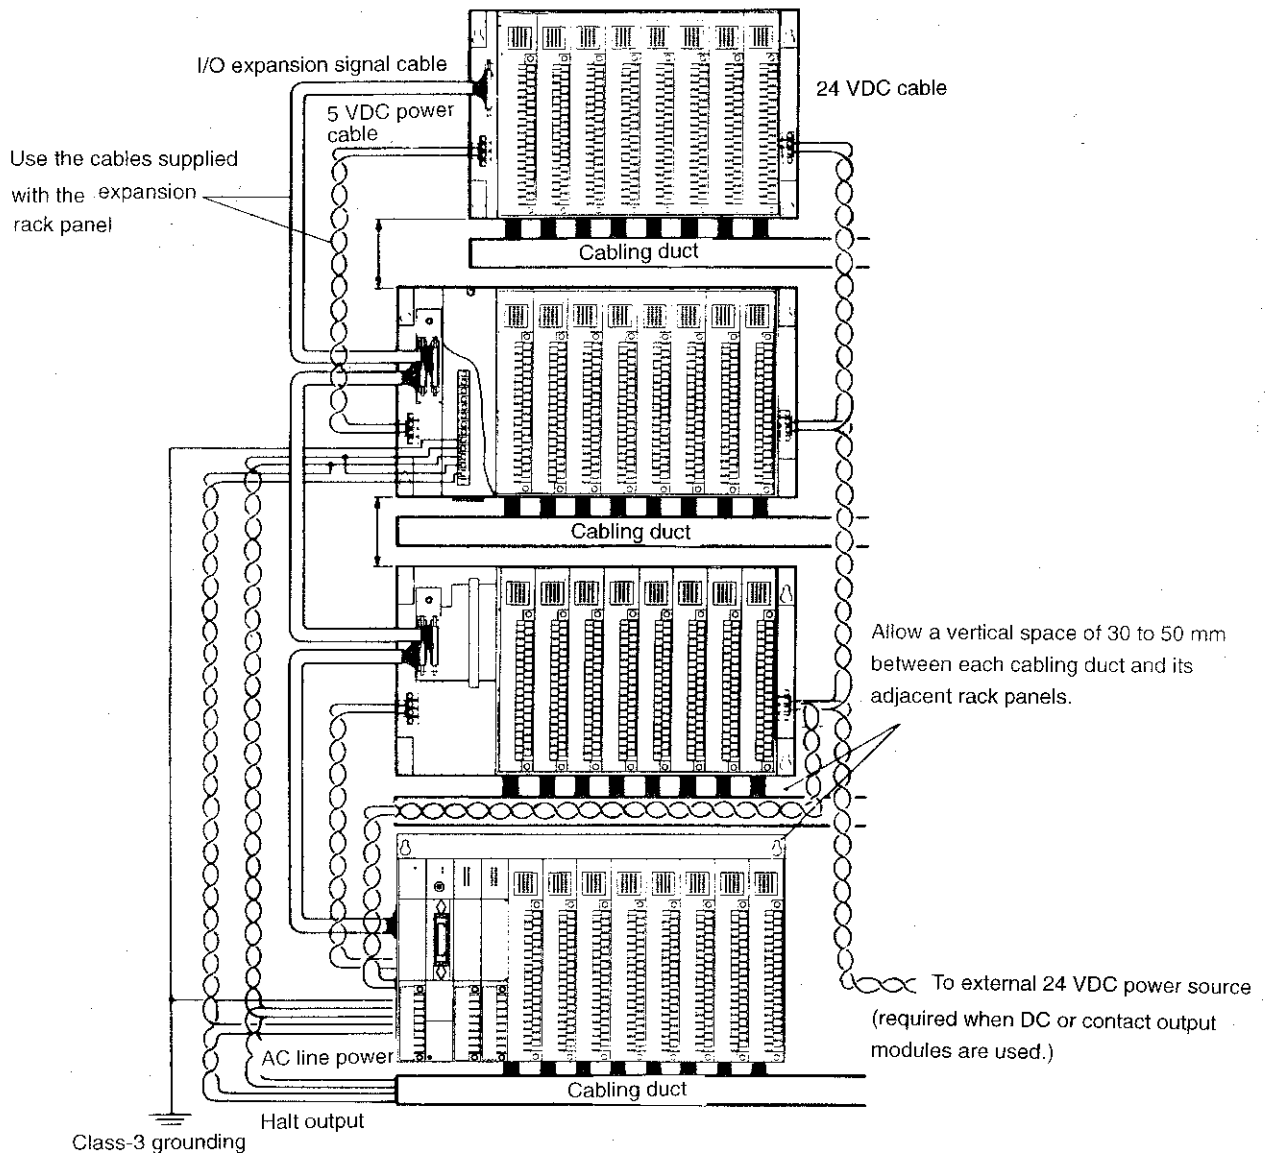 I/O expansion signal cable
24 VDC cable
5 VDC power
cable
Use the cables supplied
with the expansion
rack panel
Cabling duct
Cabling duct
Allow a vertical space of 30 to 50 mm
between each cabling duct and its
adjacent rack panels.
To external 24 VDC power source
(required when DC or contact output
modules are used.)
AC line power
Cabling duct
Halt output
Class-3 grounding